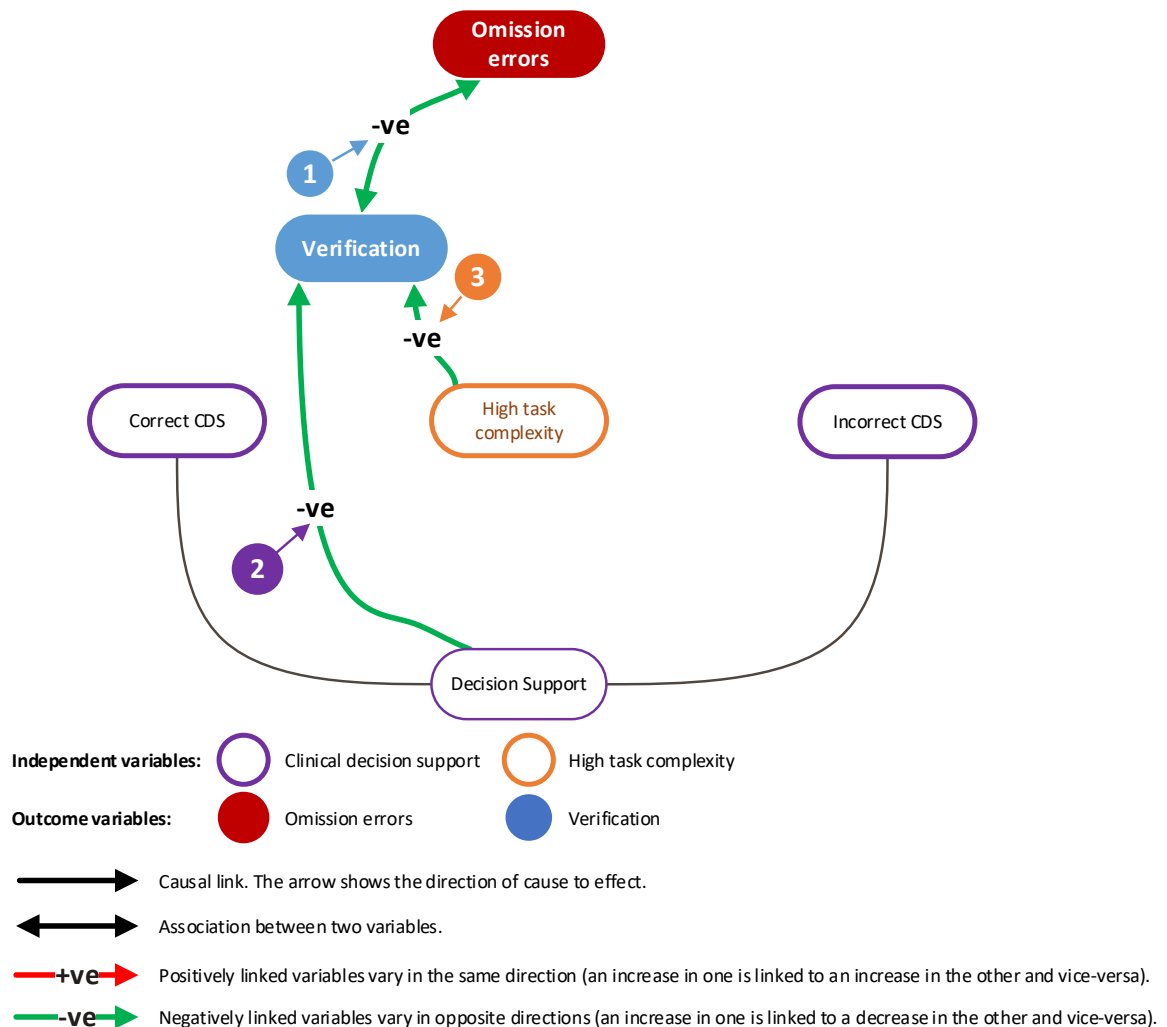 Omission
errors
-ve
1
Verification
3
-ve
Correct CDS
High task
complexity
Incorrect CDS
-ve
2
Decision Support
Independent variables: Clinical decision support High task complexity
Outcome variables: Omission errors Verification
Causal link. The arrow shows the direction of cause to effect.
Association between two variables.
+ve Positively linked variables vary in the same direction (an increase in one is linked to an increase in the other and vice-versa).
-ve Negatively linked variables vary in opposite directions (an increase in one is linked to a decrease in the other and vice-versa).